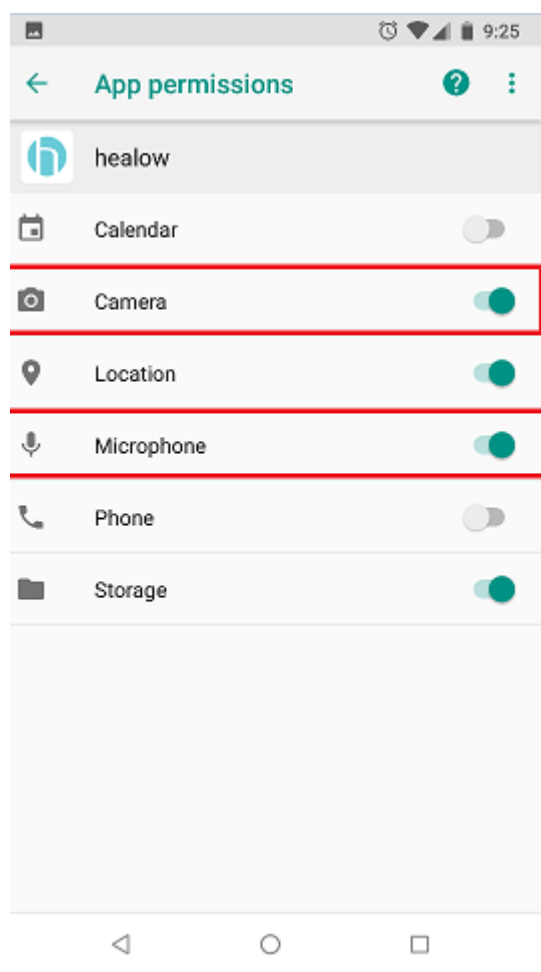 9:25
App permissions
healow
Calendar
Camera
Location
Microphone
Phone
Storage